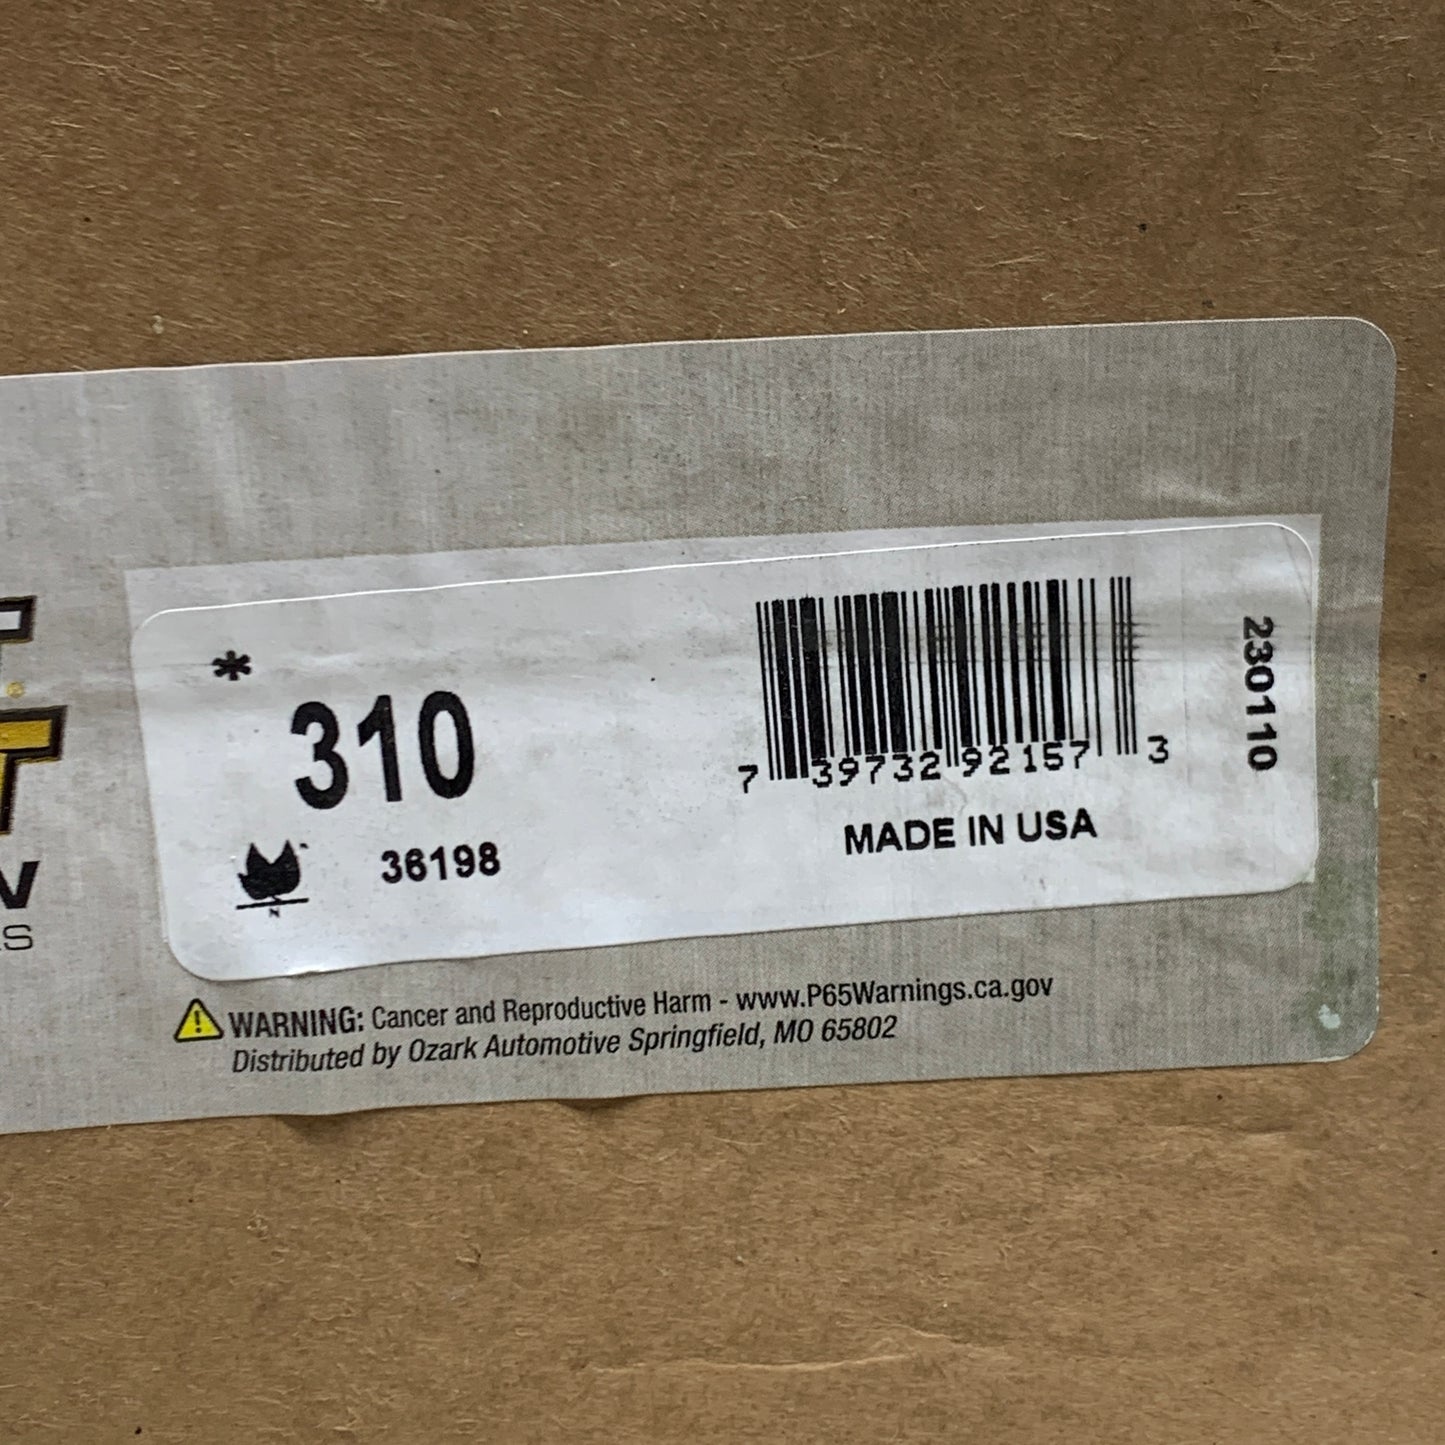 *
310
36198
7 39732 92157 3
MADE IN USA
230110
WARNING: Cancer and Reproductive Harm - www.P65Warnings.ca.gov
Distributed by Ozark Automotive Springfield, MO 65802